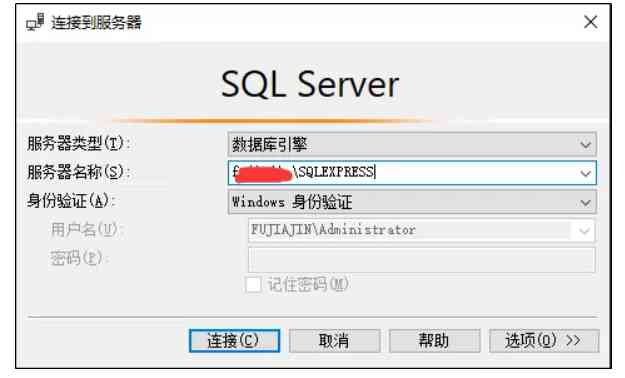 连接到服务器
SQL Server
服务器类型(T): 数据库引擎
服务器名称(S): \SQLEXPRESS
身份验证(A): Windows 身份验证
用户名(U): FUJIAJIN\Administrator
密码(P):
记住密码(M)
连接(C) 取消 帮助 选项(O) >>